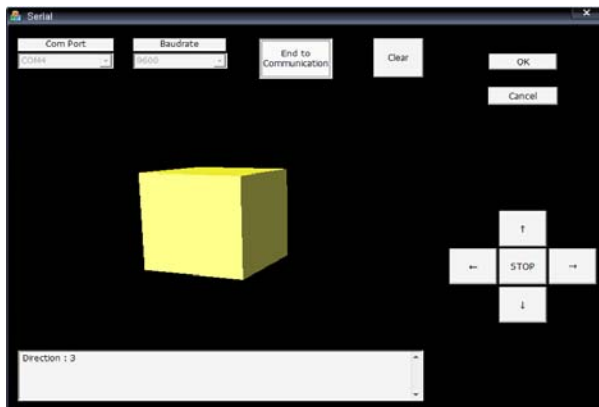 Serial
Com Port
Baudrate
COM4
9600
End to
Communication
Clear
OK
Cancel
↑
←
STOP
→
↓
Direction : 3